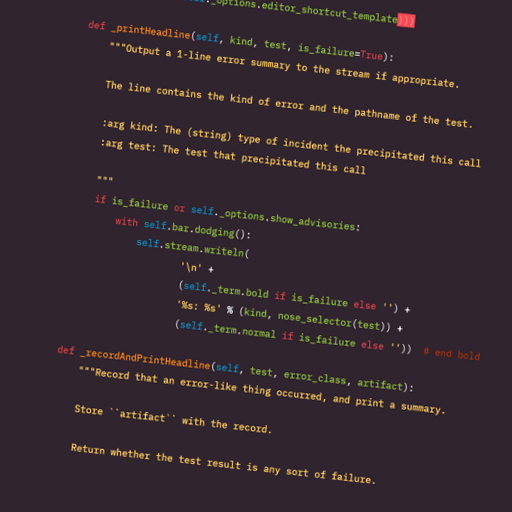 _options.editor_shortcut_template)))
def _printHeadline(self, kind, test, is_failure=True):
"""Output a 1-line error summary to the stream if appropriate.
The line contains the kind of error and the pathname of the test.
:arg kind: The (string) type of incident the precipitated this call
:arg test: The test that precipitated this call
"""
if is_failure or self._options.show_advisories:
with self.bar.dodging():
self.stream.writeln(
'\n' +
(self._term.bold if is_failure else '') +
'%s: %s' % (kind, nose_selector(test)) +
(self._term.normal if is_failure else '')) # end bold
def _recordAndPrintHeadline(self, test, error_class, artifact):
"""Record that an error-like thing occurred, and print a summary.
Store ``artifact`` with the record.
Return whether the test result is any sort of failure.